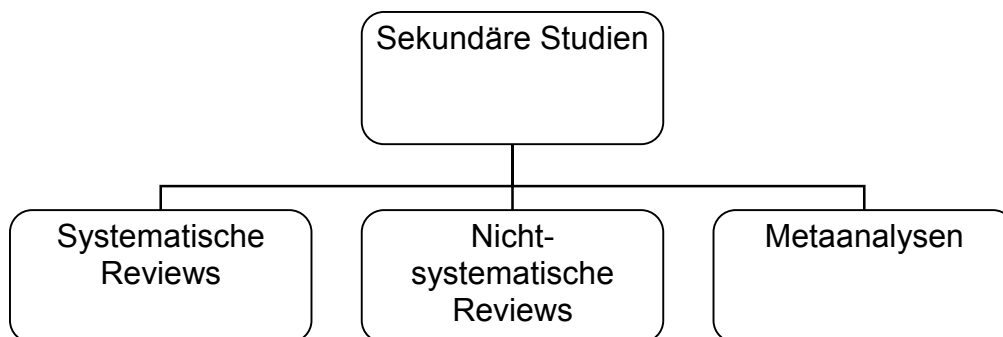 Sekundäre Studien
Systematische
Reviews
Nicht-
systematische
Reviews
Metaanalysen